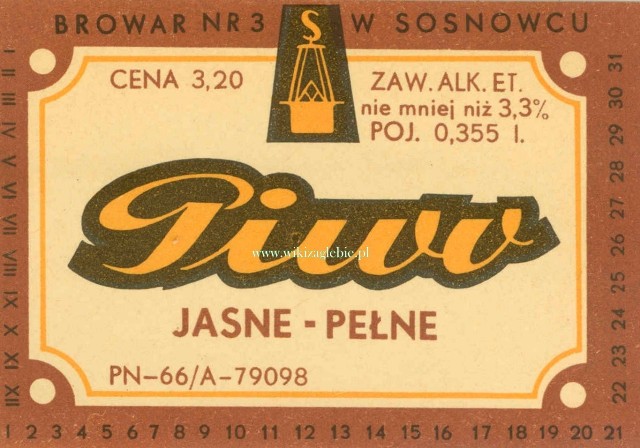 BROWAR NR 3 W SOSNOWCU
S
CENA 3,20
ZAW. ALK. ET.
nie mniej niż 3,3%
POJ. 0,355 l.
Piwo
www.wikizaglebie.pl
JASNE - PEŁNE
PN-66/A-79098
I II III IV V VI VII VIII IX X XI XII
1 2 3 4 5 6 7 8 9 10 11 12 13 14 15 16 17 18 19 20 21
22 23 24 25 26 27 28 29 30 31